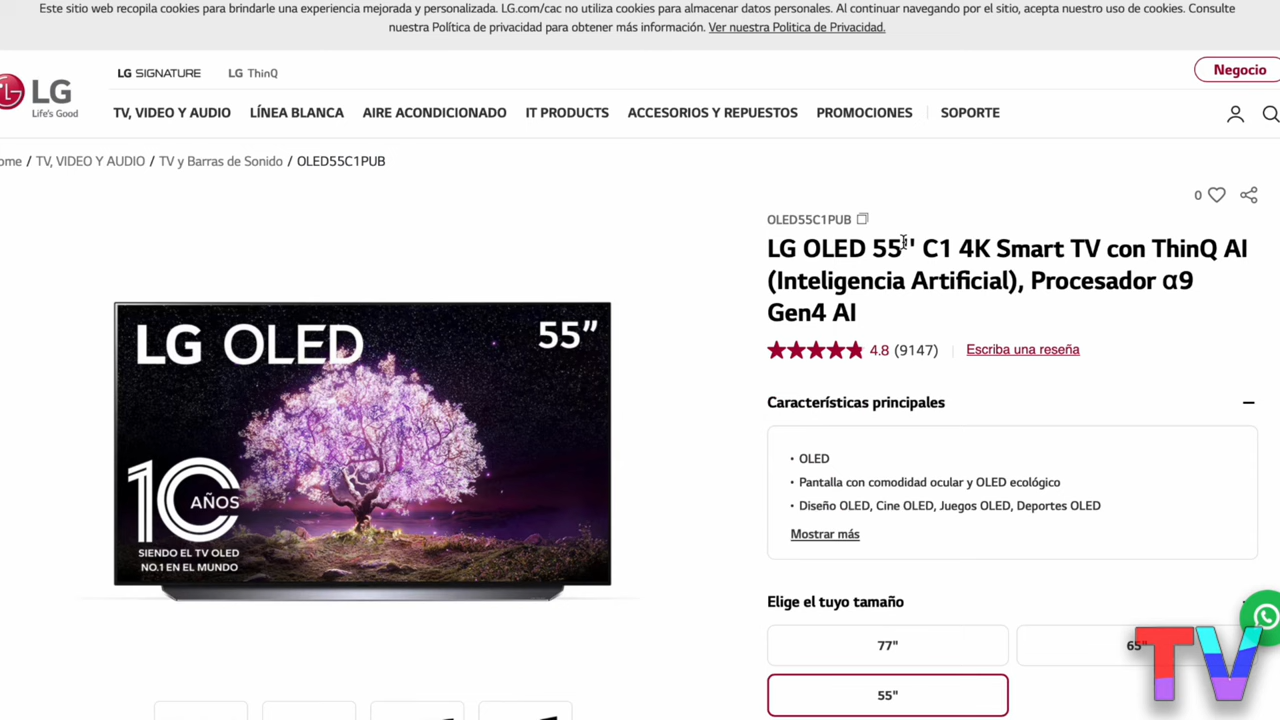 Este sitio web recopila cookies para brindarle una experiencia mejorada y personalizada. LG.com/cac no utiliza cookies para almacenar datos personales. Al continuar navegando por el sitio, acepta nuestro uso de cookies. Consulte
nuestra Política de privacidad para obtener más información. Ver nuestra Politica de Privacidad.
LG SIGNATURE LG ThinQ
Negocio
LG
Life's Good
TV, VIDEO Y AUDIO LÍNEA BLANCA AIRE ACONDICIONADO IT PRODUCTS ACCESORIOS Y REPUESTOS PROMOCIONES SOPORTE
ome / TV, VIDEO Y AUDIO / TV y Barras de Sonido / OLED55C1PUB
0
OLED55C1PUB
LG OLED 55'' C1 4K Smart TV con ThinQ AI
(Inteligencia Artificial), Procesador α9
Gen4 AI
4.8 (9147) Escriba una reseña
LG OLED 55”
10 AÑOS
SIENDO EL TV OLED
NO.1 EN EL MUNDO
Características principales
• OLED
• Pantalla con comodidad ocular y OLED ecológico
• Diseño OLED, Cine OLED, Juegos OLED, Deportes OLED
Mostrar más
Elige el tuyo tamaño
77"
65"
55"
TV